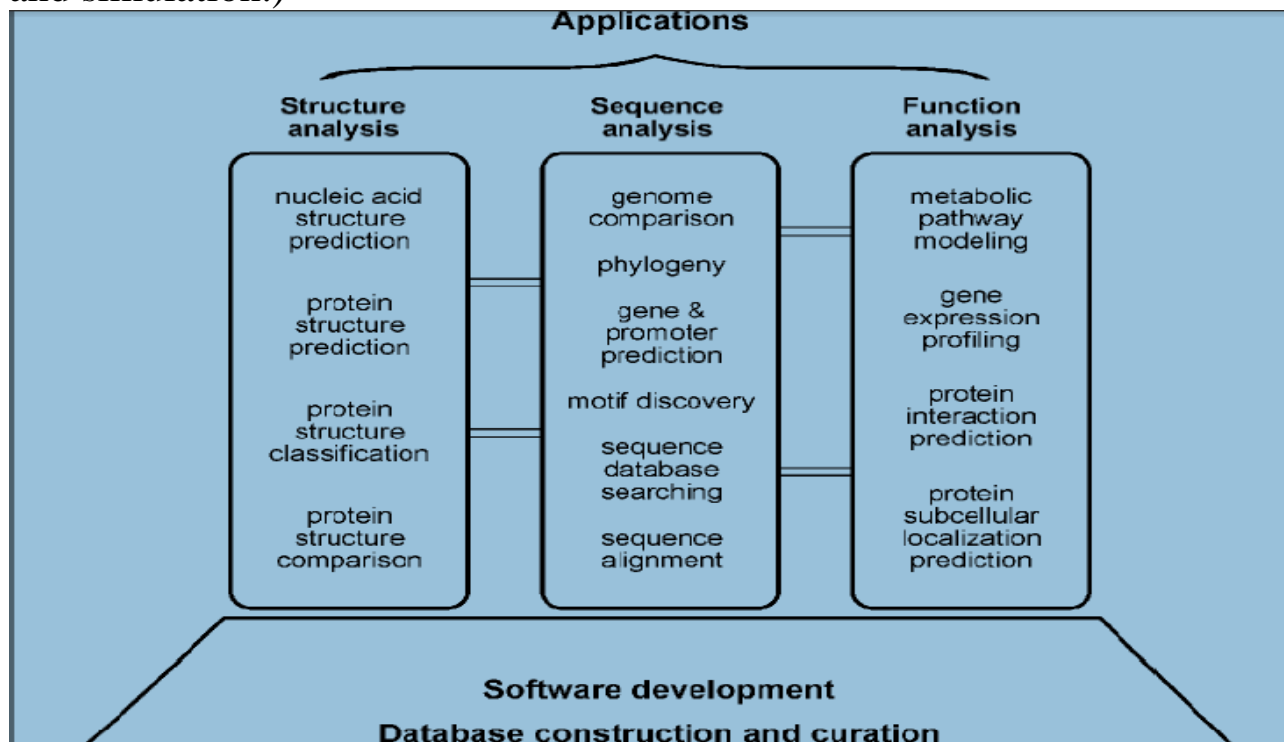 and simulation.)
Applications
Structure
analysis
nucleic acid
structure
prediction
protein
structure
prediction
protein
structure
classification
protein
structure
comparison
Sequence
analysis
genome
comparison
phylogeny
gene &
promoter
prediction
motif discovery
sequence
database
searching
sequence
alignment
Function
analysis
metabolic
pathway
modeling
gene
expression
profiling
protein
interaction
prediction
protein
subcellular
localization
prediction
Software development
Database construction and curation